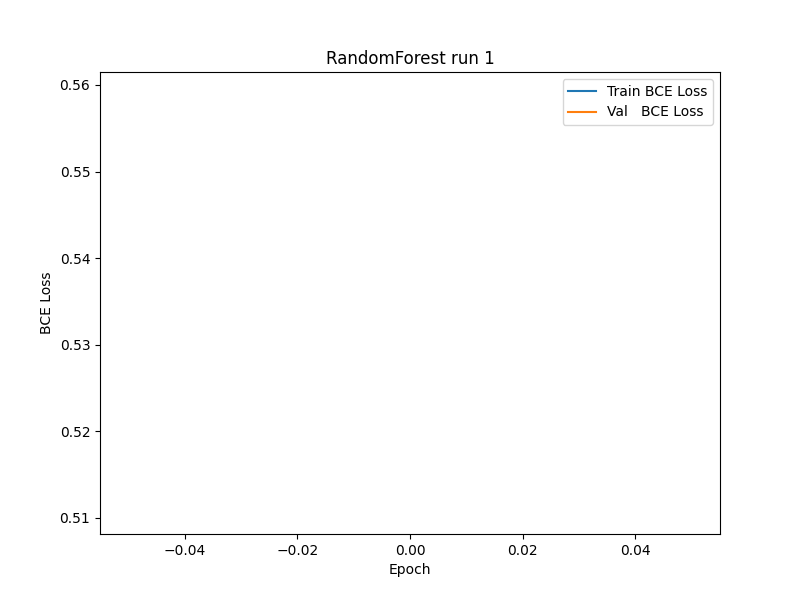 RandomForest run 1
Train BCE Loss
Val   BCE Loss
0.56
0.55
0.54
0.53
0.52
0.51
BCE Loss
−0.04 −0.02 0.00 0.02 0.04
Epoch